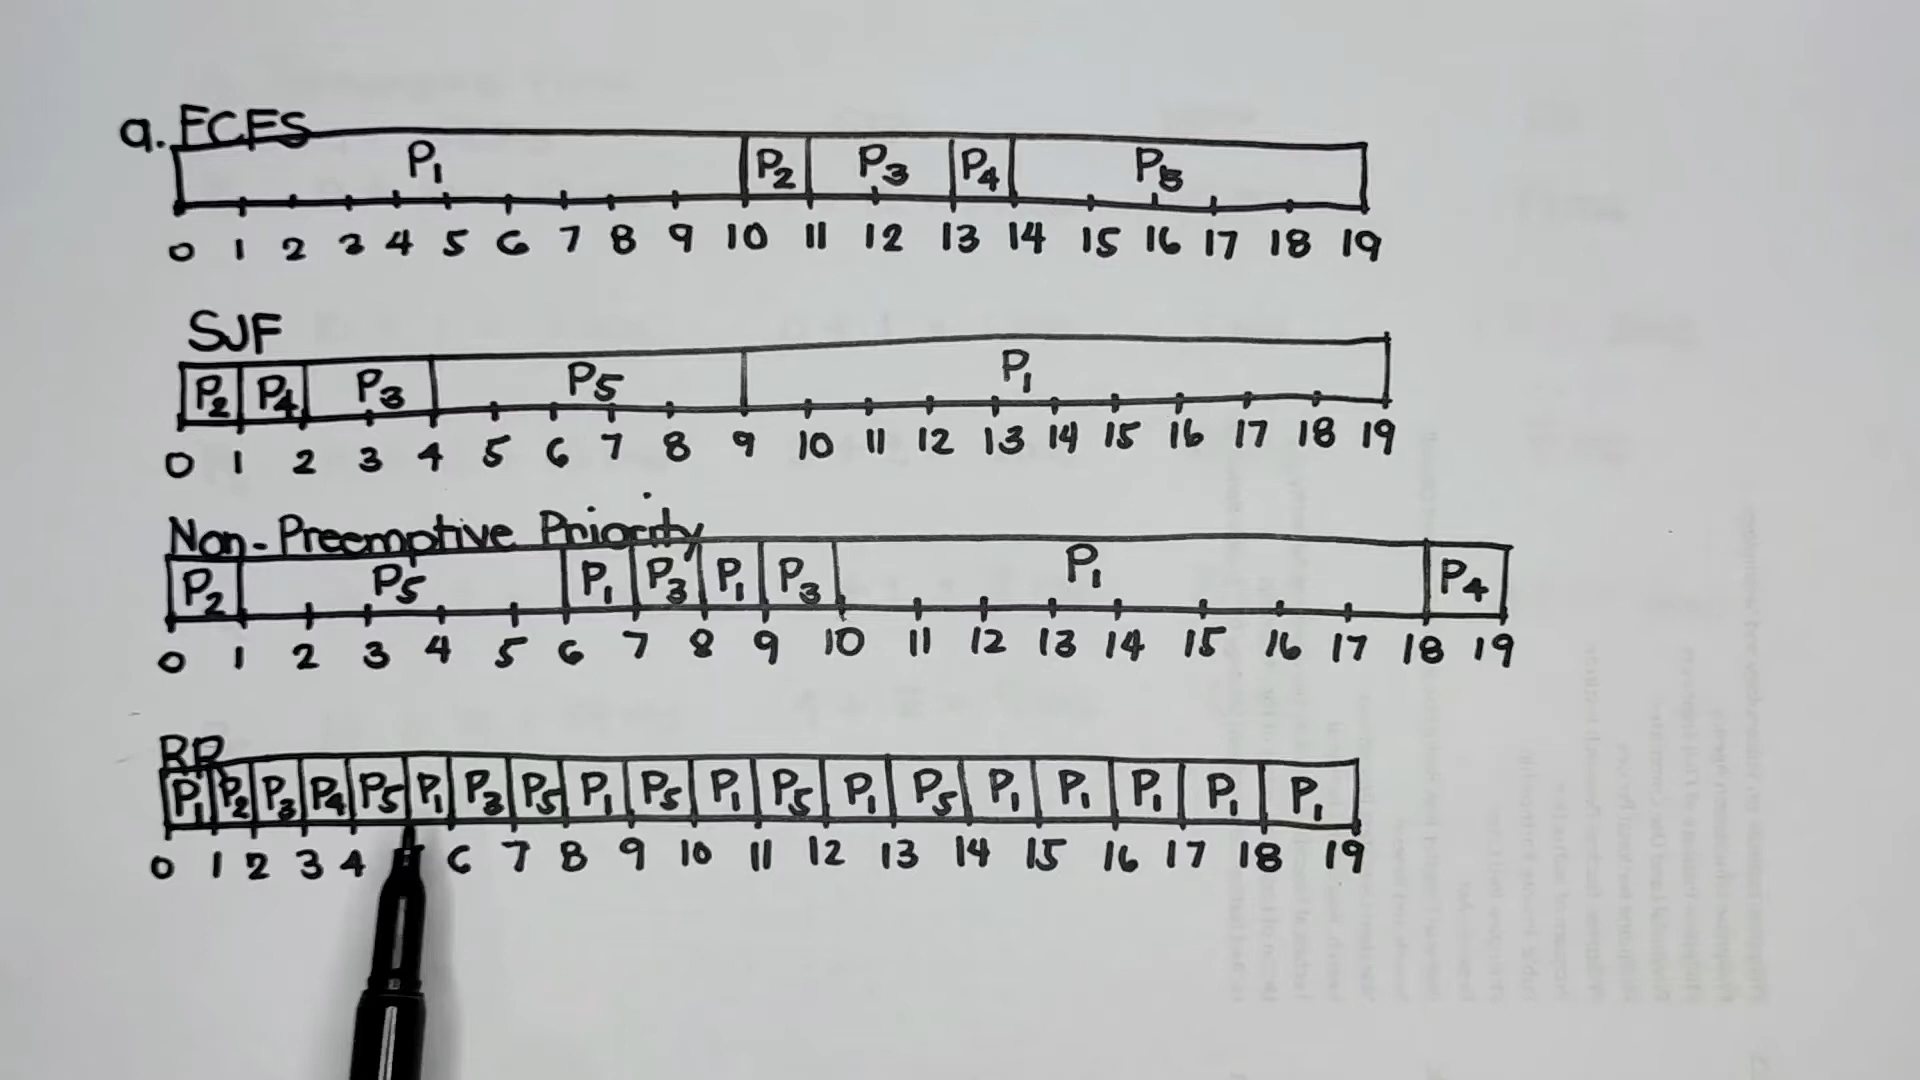 a. FCFS
P1 P2 P3 P4 P5
0 1 2 3 4 5 6 7 8 9 10 11 12 13 14 15 16 17 18 19
SJF
P2 P4 P3 P5 P1
0 1 2 3 4 5 6 7 8 9 10 11 12 13 14 15 16 17 18 19
Non-Preemptive Priority
P2 P5 P1 P3 P1 P3 P1 P4
0 1 2 3 4 5 6 7 8 9 10 11 12 13 14 15 16 17 18 19
RR
P1 P2 P3 P4 P5 P1 P3 P5 P1 P5 P1 P5 P1 P5 P1 P1 P1 P1 P1
0 1 2 3 4 6 7 8 9 10 11 12 13 14 15 16 17 18 19